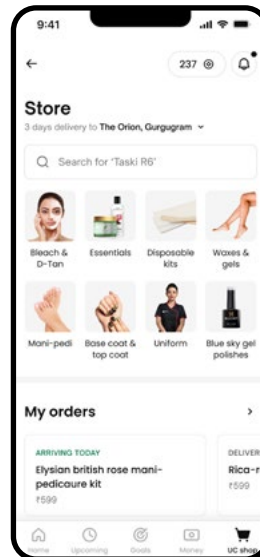 9:41
237
Store
3 days delivery to The Orion, Gurgugram
Search for 'Taski R6'
Bleach &
D-Tan
Essentials
Disposable
kits
Waxes &
gels
Mani-pedi
Base coat &
top coat
Uniform
Blue sky gel
polishes
My orders
ARRIVING TODAY
Elysian british rose mani-
pedicaure kit
₹599
DELIVER
Rica-r
₹599
Home
Upcoming
Goals
Money
UC shop